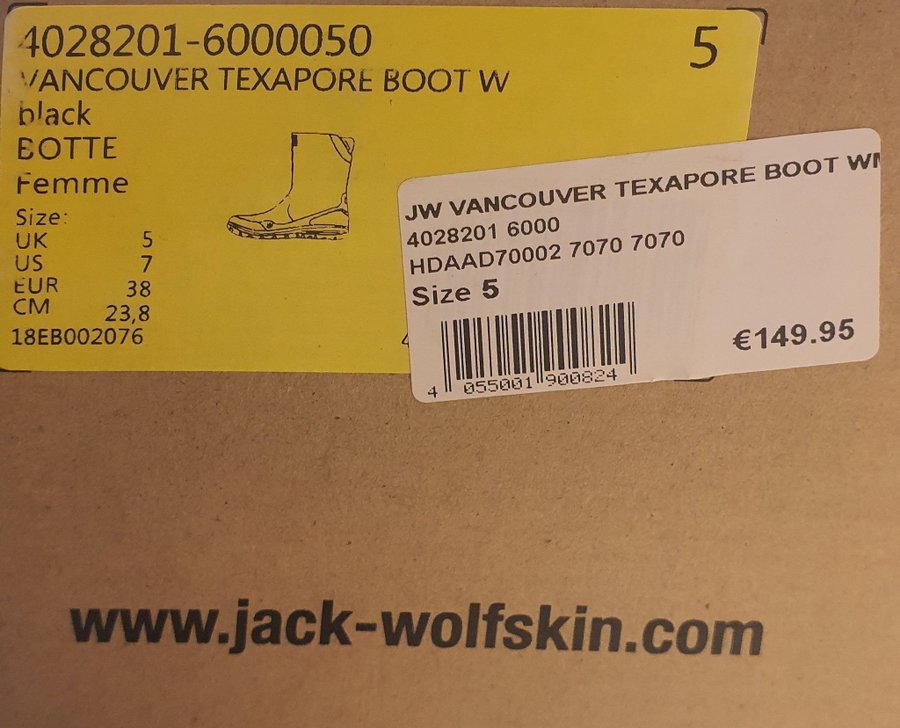 4028201-6000050
5
VANCOUVER TEXAPORE BOOT W
black
BOTTE
Femme
Size:
UK 5
US 7
EUR 38
CM 23,8
18EB002076
JW VANCOUVER TEXAPORE BOOT WM
4028201 6000
HDAAD70002 7070 7070
Size 5
€149.95
4 055001 900824
www.jack-wolfskin.com